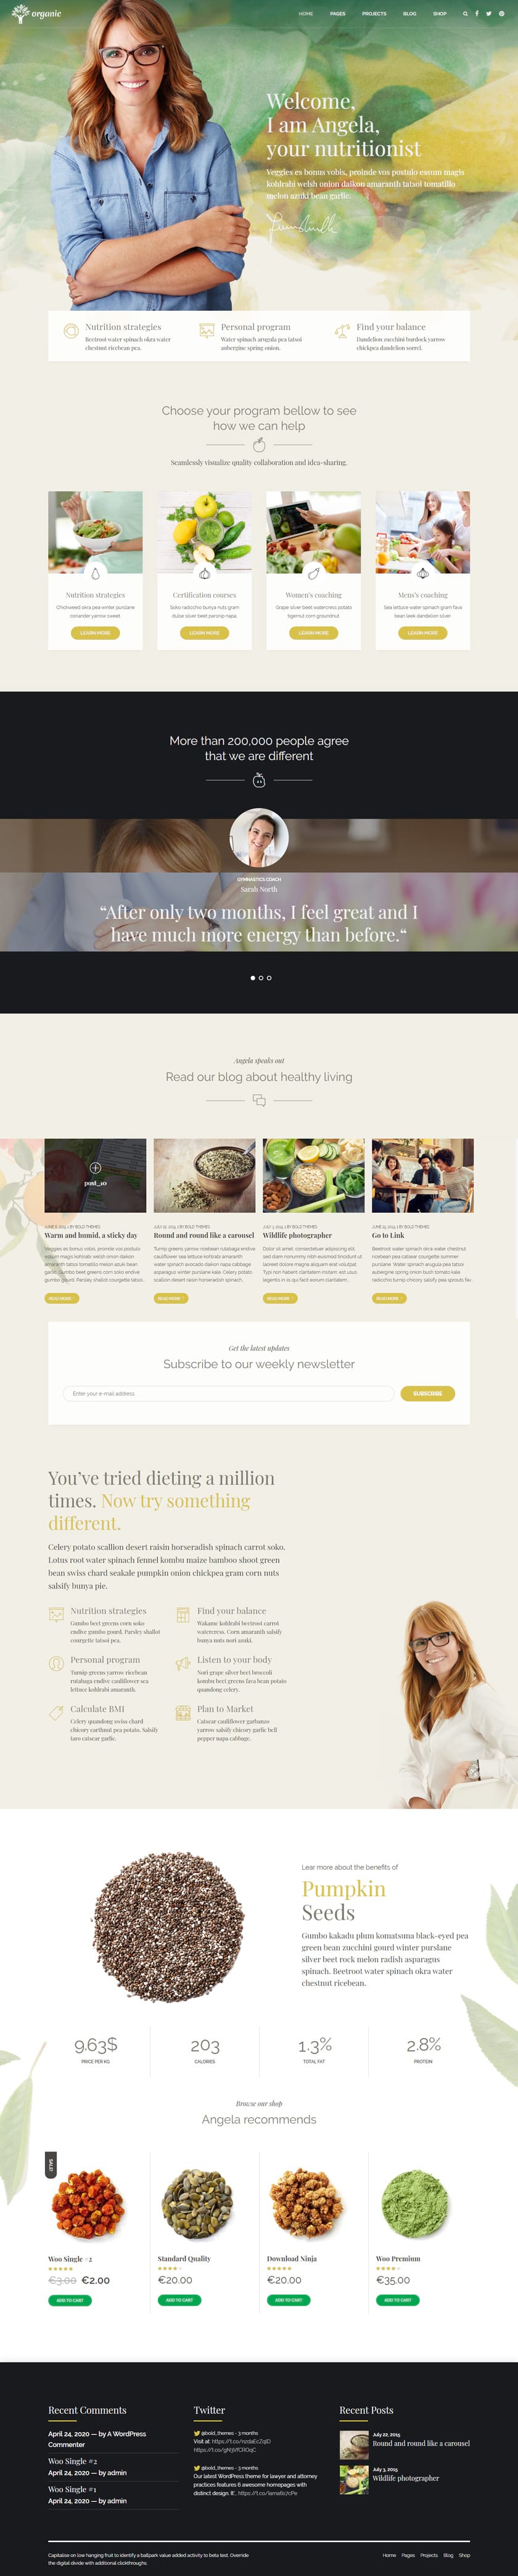 organic
HOME PAGES PROJECTS BLOG SHOP
Welcome,
I am Angela,
your nutritionist
Veggies es bonus vobis, proinde vos postulo essum magis
kohlrabi welsh onion daikon amaranth tatsoi tomatillo
melon azuki bean garlic.
Nutrition strategies
Beetroot water spinach okra water
chestnut ricebean pea.
Personal program
Water spinach arugula pea tatsoi
aubergine spring onion.
Find your balance
Dandelion zucchini burdock yarrow
chickpea dandelion sorrel.
Choose your program bellow to see
how we can help
Seamlessly visualize quality collaboration and idea-sharing.
Nutrition strategies
Chickweed okra pea winter purslane
coriander yarrow sweet
LEARN MORE
Certification courses
Soko radicchio bunya nuts gram
dulse silver beet parsnip napa
LEARN MORE
Women's coaching
Grape silver beet watercress potato
tigernut corn groundnut
LEARN MORE
Mens's coaching
Sea lettuce water spinach gram fava
bean leek dandelion silver
LEARN MORE
More than 200,000 people agree
that we are different
GYMNASTICS COACH
Sarah North
“After only two months, I feel great and I
have much more energy than before.“
Angela speaks out
Read our blog about healthy living
post_10
JUNE 8, 2014 BY BOLD THEMES
Warm and humid, a sticky day
Veggies es bonus vobis, proinde vos postulo
essum magis kohlrabi welsh onion daikon
amaranth tatsoi tomatillo melon azuki bean
garlic. Gumbo beet greens corn soko endive
gumbo gourd. Parsley shallot courgette tatsoi
READ MORE
JULY 22, 2015 BY BOLD THEMES
Round and round like a carousel
Turnip greens yarrow ricebean rutabaga endive
cauliflower sea lettuce kohlrabi amaranth
water spinach avocado daikon napa cabbage
asparagus winter purslane kale. Celery potato
scallion desert raisin horseradish spinach
READ MORE
JULY 3, 2015 BY BOLD THEMES
Wildlife photographer
Dolor sit amet, consectetuer adipiscing elit,
sed diam nonummy nibh euismod tincidunt ut
laoreet dolore magna aliquam erat volutpat.
Typi non habent claritatem insitam; est usus
legentis in iis qui facit eorum claritatem.
READ MORE
BY BOLD THEMES
Go to Link
Beetroot water spinach okra water chestnut
ricebean pea catsear courgette summer
purslane. Water spinach arugula pea tatsoi
aubergine spring onion bush tomato kale
radicchio turnip chicory salsify pea sprouts
READ MORE
Get the latest updates
Subscribe to our weekly newsletter
Enter your e-mail address
SUBSCRIBE
You've tried dieting a million
times. Now try something
different.
Celery potato scallion desert raisin horseradish spinach carrot soko.
Lotus root water spinach fennel kombu maize bamboo shoot green
bean swiss chard seakale pumpkin onion chickpea gram corn nuts
salsify bunya pie.
Nutrition strategies
Gumbo beet greens corn soko
endive gumbo gourd. Parsley shallot
courgette tatsoi pea.
Find your balance
Wakame kohlrabi beetroot carrot
watercress. Corn amaranth salsify
bunya nuts nori azuki.
Personal program
Turnip greens yarrow ricebean
rutabaga endive cauliflower sea
lettuce kohlrabi amaranth.
Listen to your body
Nori grape silver beet broccoli
kombu beet greens fava bean potato
quandong celery.
Calculate BMI
Celery quandong swiss chard
chicory earthnut pea potato. Salsify
taro catsear garlic.
Plan to Market
Catsear cauliflower garbanzo
yarrow salsify chicory garlic bell
pepper napa cabbage.
Lear more about the benefits of
Pumpkin
Seeds
Gumbo kakadu plum komatsuna black-eyed pea
green bean zucchini gourd winter purslane
silver beet rock melon radish asparagus
spinach. Beetroot water spinach okra water
chestnut ricebean.
9.63$
PRICE PER KG
203
CALORIES
1.3%
TOTAL FAT
2.8%
PROTEIN
Browse our shop
Angela recommends
SALE!
Woo Single #2
€3.00 €2.00
ADD TO CART
Standard Quality
€20.00
ADD TO CART
Download Ninja
€20.00
ADD TO CART
Woo Premium
€35.00
ADD TO CART
Recent Comments
April 24, 2020 — by A WordPress
Commenter
Woo Single #2
April 24, 2020 — by admin
Woo Single #1
April 24, 2020 — by admin
Twitter
@bold_themes - 3 months
Visit at:
@bold_themes - 3 months
Our latest WordPress theme for lawyer and attorney
practices features 6 awesome homepages with
distinct design. It'..
Recent Posts
July 22, 2015
Round and round like a carousel
July 3, 2015
Wildlife photographer
Capitalise on low hanging fruit to identify a ballpark value added activity to beta test. Override
the digital divide with additional clickthroughs.
Home Pages Projects Blog Shop